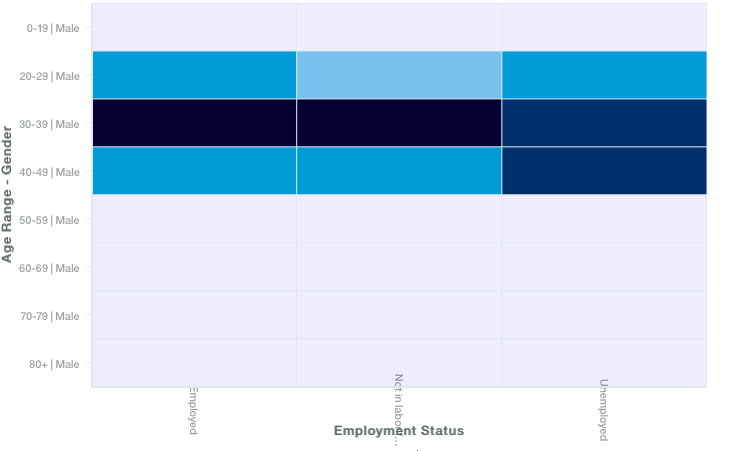 Age Range - Gender
0-19 | Male
20-29 | Male
30-39 | Male
40-49 | Male
50-59 | Male
60-69 | Male
70-79 | Male
80+ | Male
Employed
Not in labor...
Unemployed
Employment Status